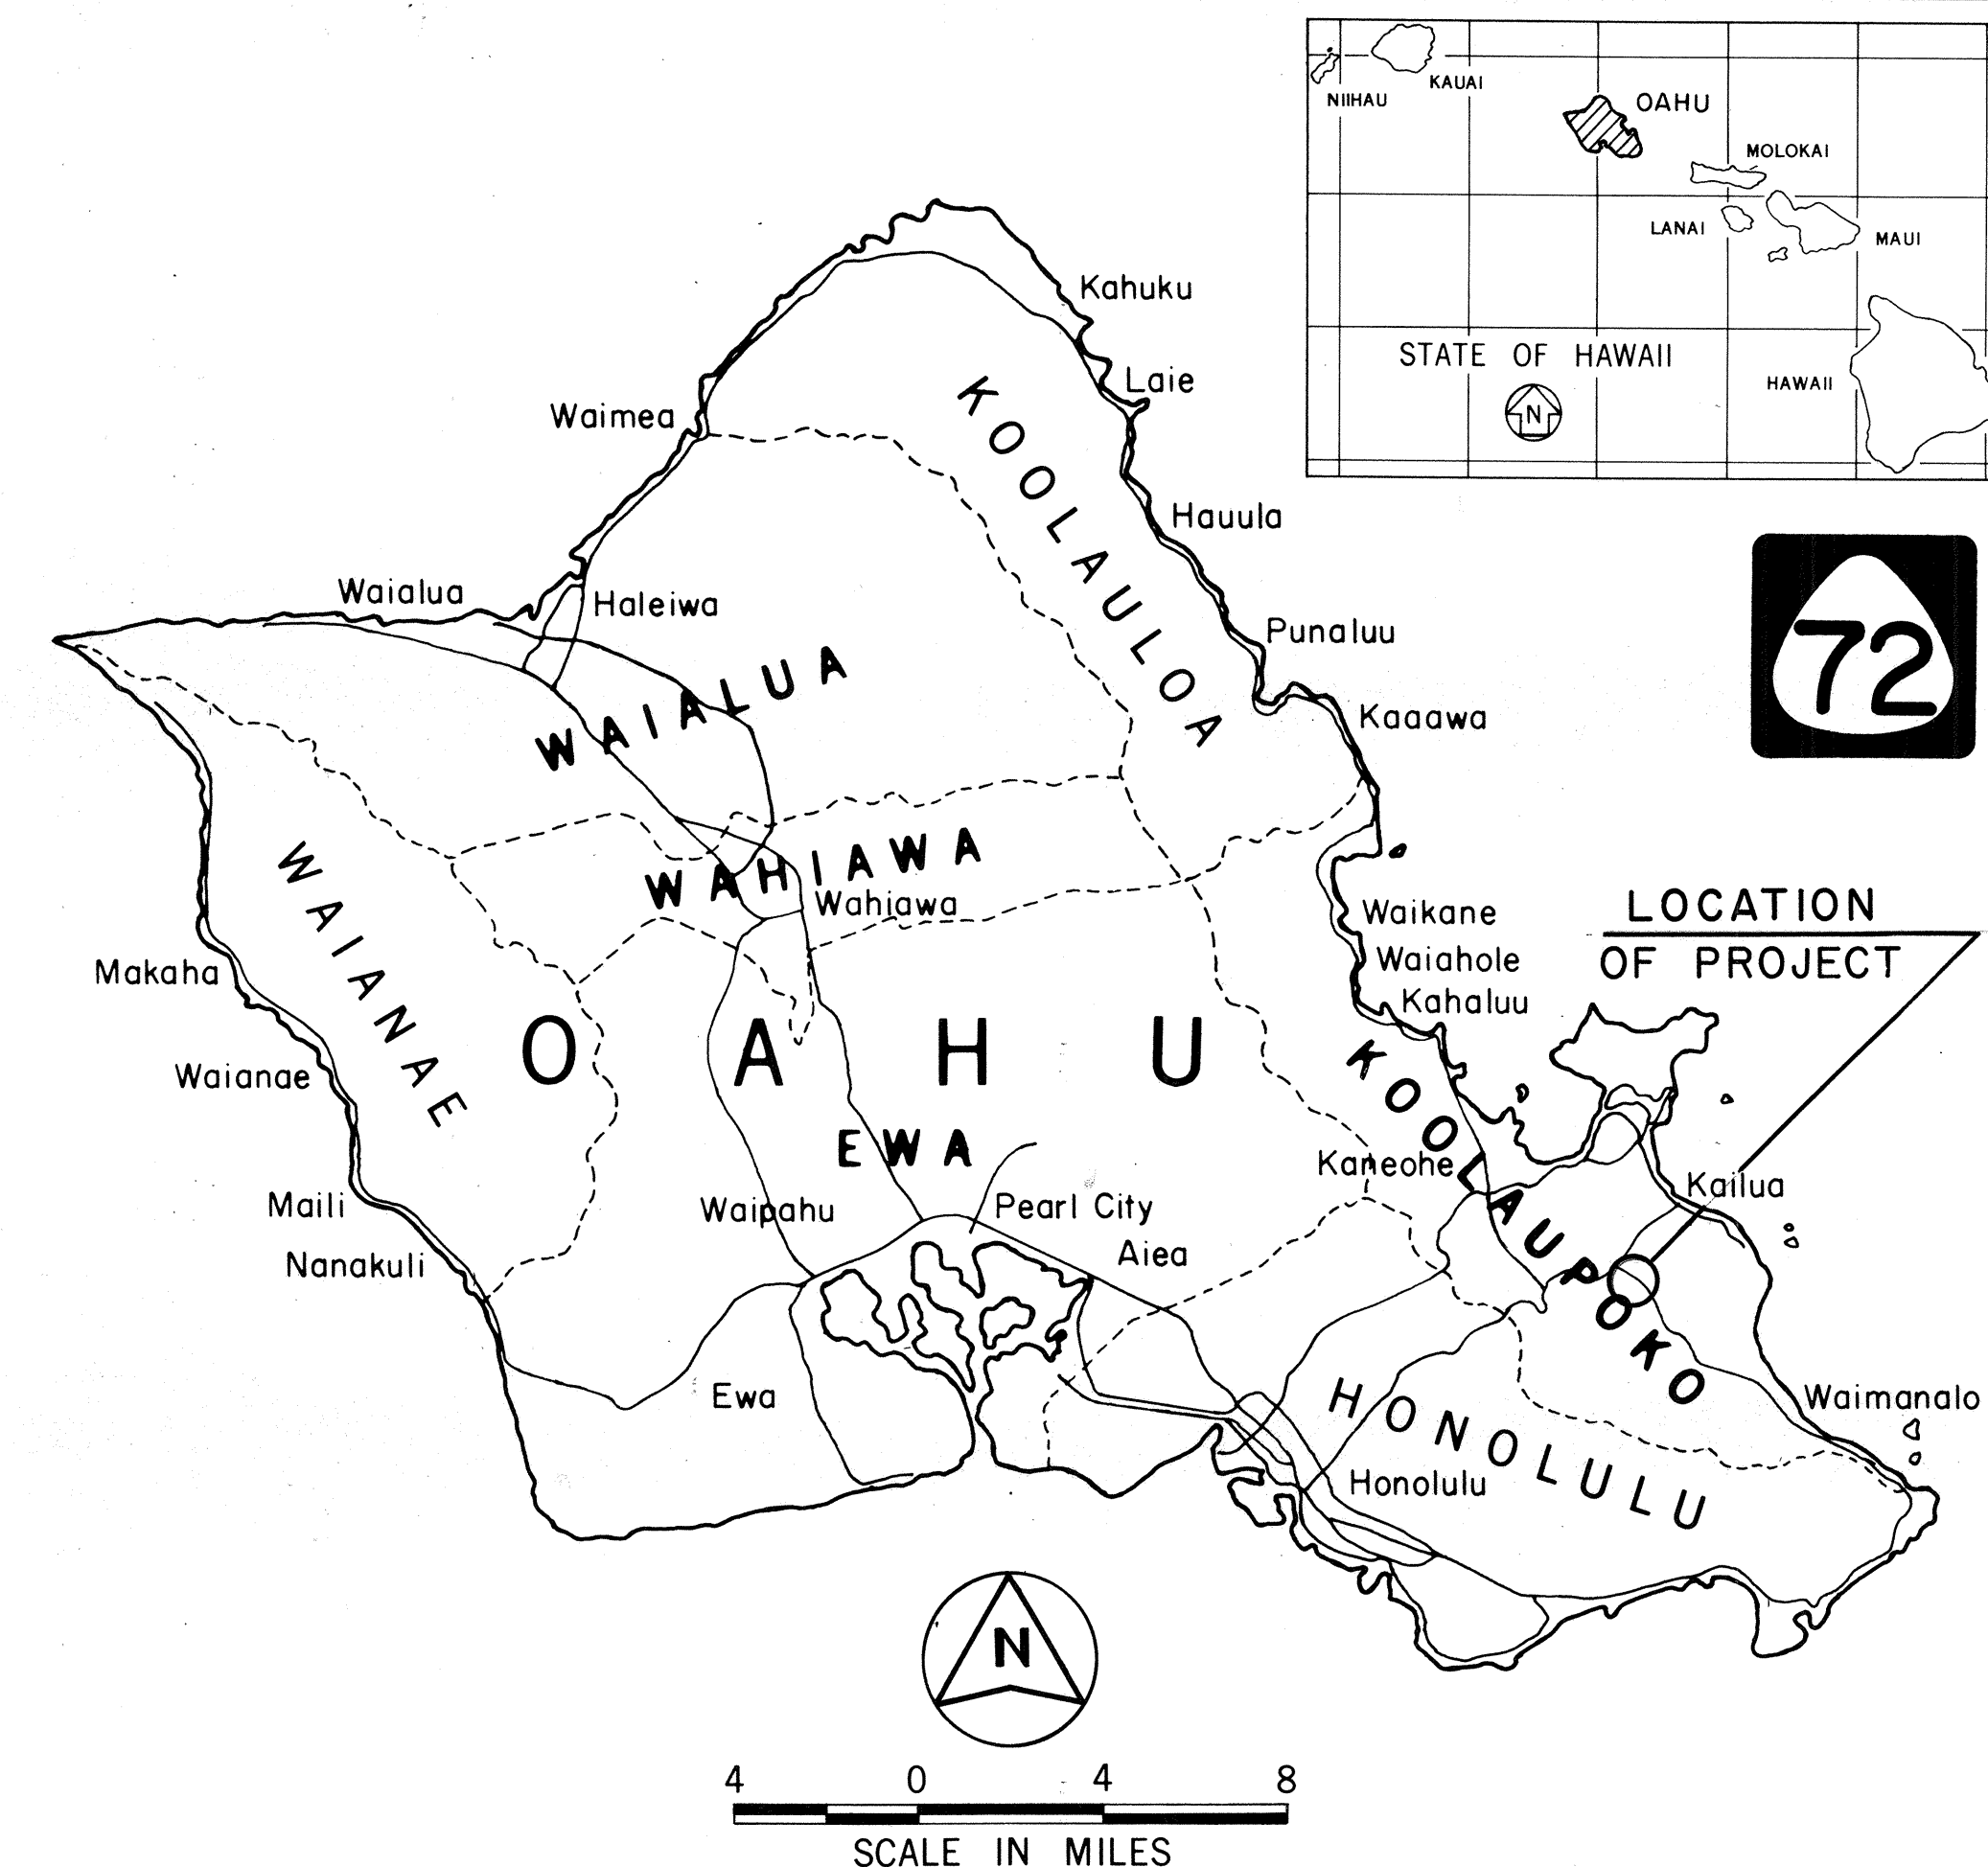 NIIHAU
KAUAI
OAHU
MOLOKAI
LANAI
MAUI
STATE OF HAWAII
HAWAII
N
Kahuku
Laie
Waimea
KOOLAULOA
Hauula
72
Waialua
Haleiwa
Punaluu
WAIALUA
Kaaawa
WAHIAWA
Wahiawa
WAIANAE
Waikane
LOCATION
OF PROJECT
Waiahole
Makaha
Kahaluu
OAHU
Waianae
KOOLAUPOKO
EWA
Kaneohe
Kailua
Maili
Waipahu
Pearl City
Nanakuli
Aiea
Ewa
Waimanalo
HONOLULU
Honolulu
N
4 0 4 8
SCALE IN MILES